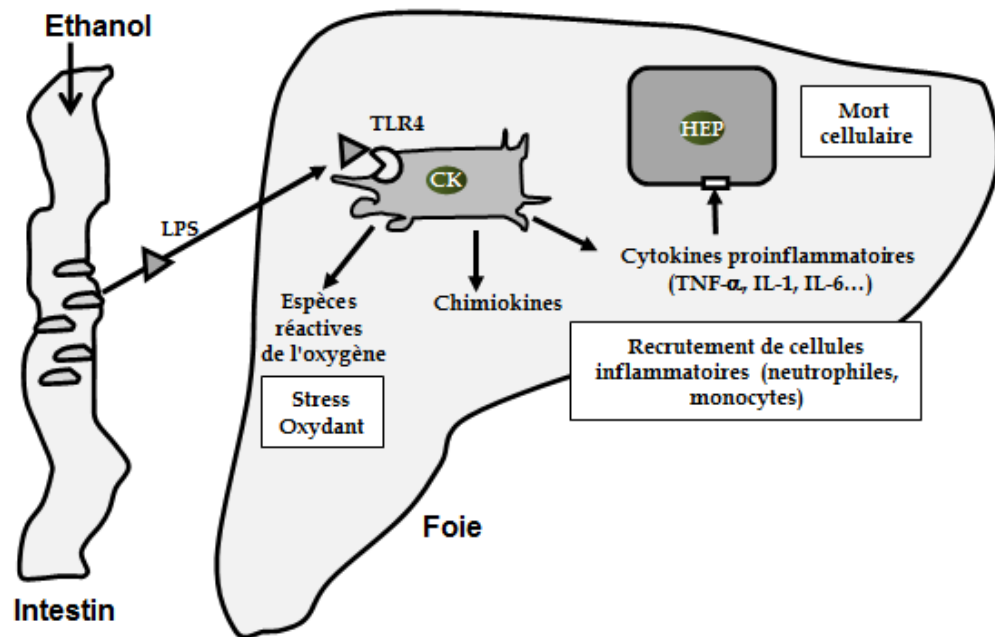 Ethanol
TLR4
HEP
Mort
cellulaire
CK
LPS
Cytokines proinflammatoires
(TNF-α, IL-1, IL-6…)
Espèces
réactives
de l'oxygène
Chimiokines
Recrutement de cellules
inflammatoires (neutrophiles,
monocytes)
Stress
Oxydant
Foie
Intestin